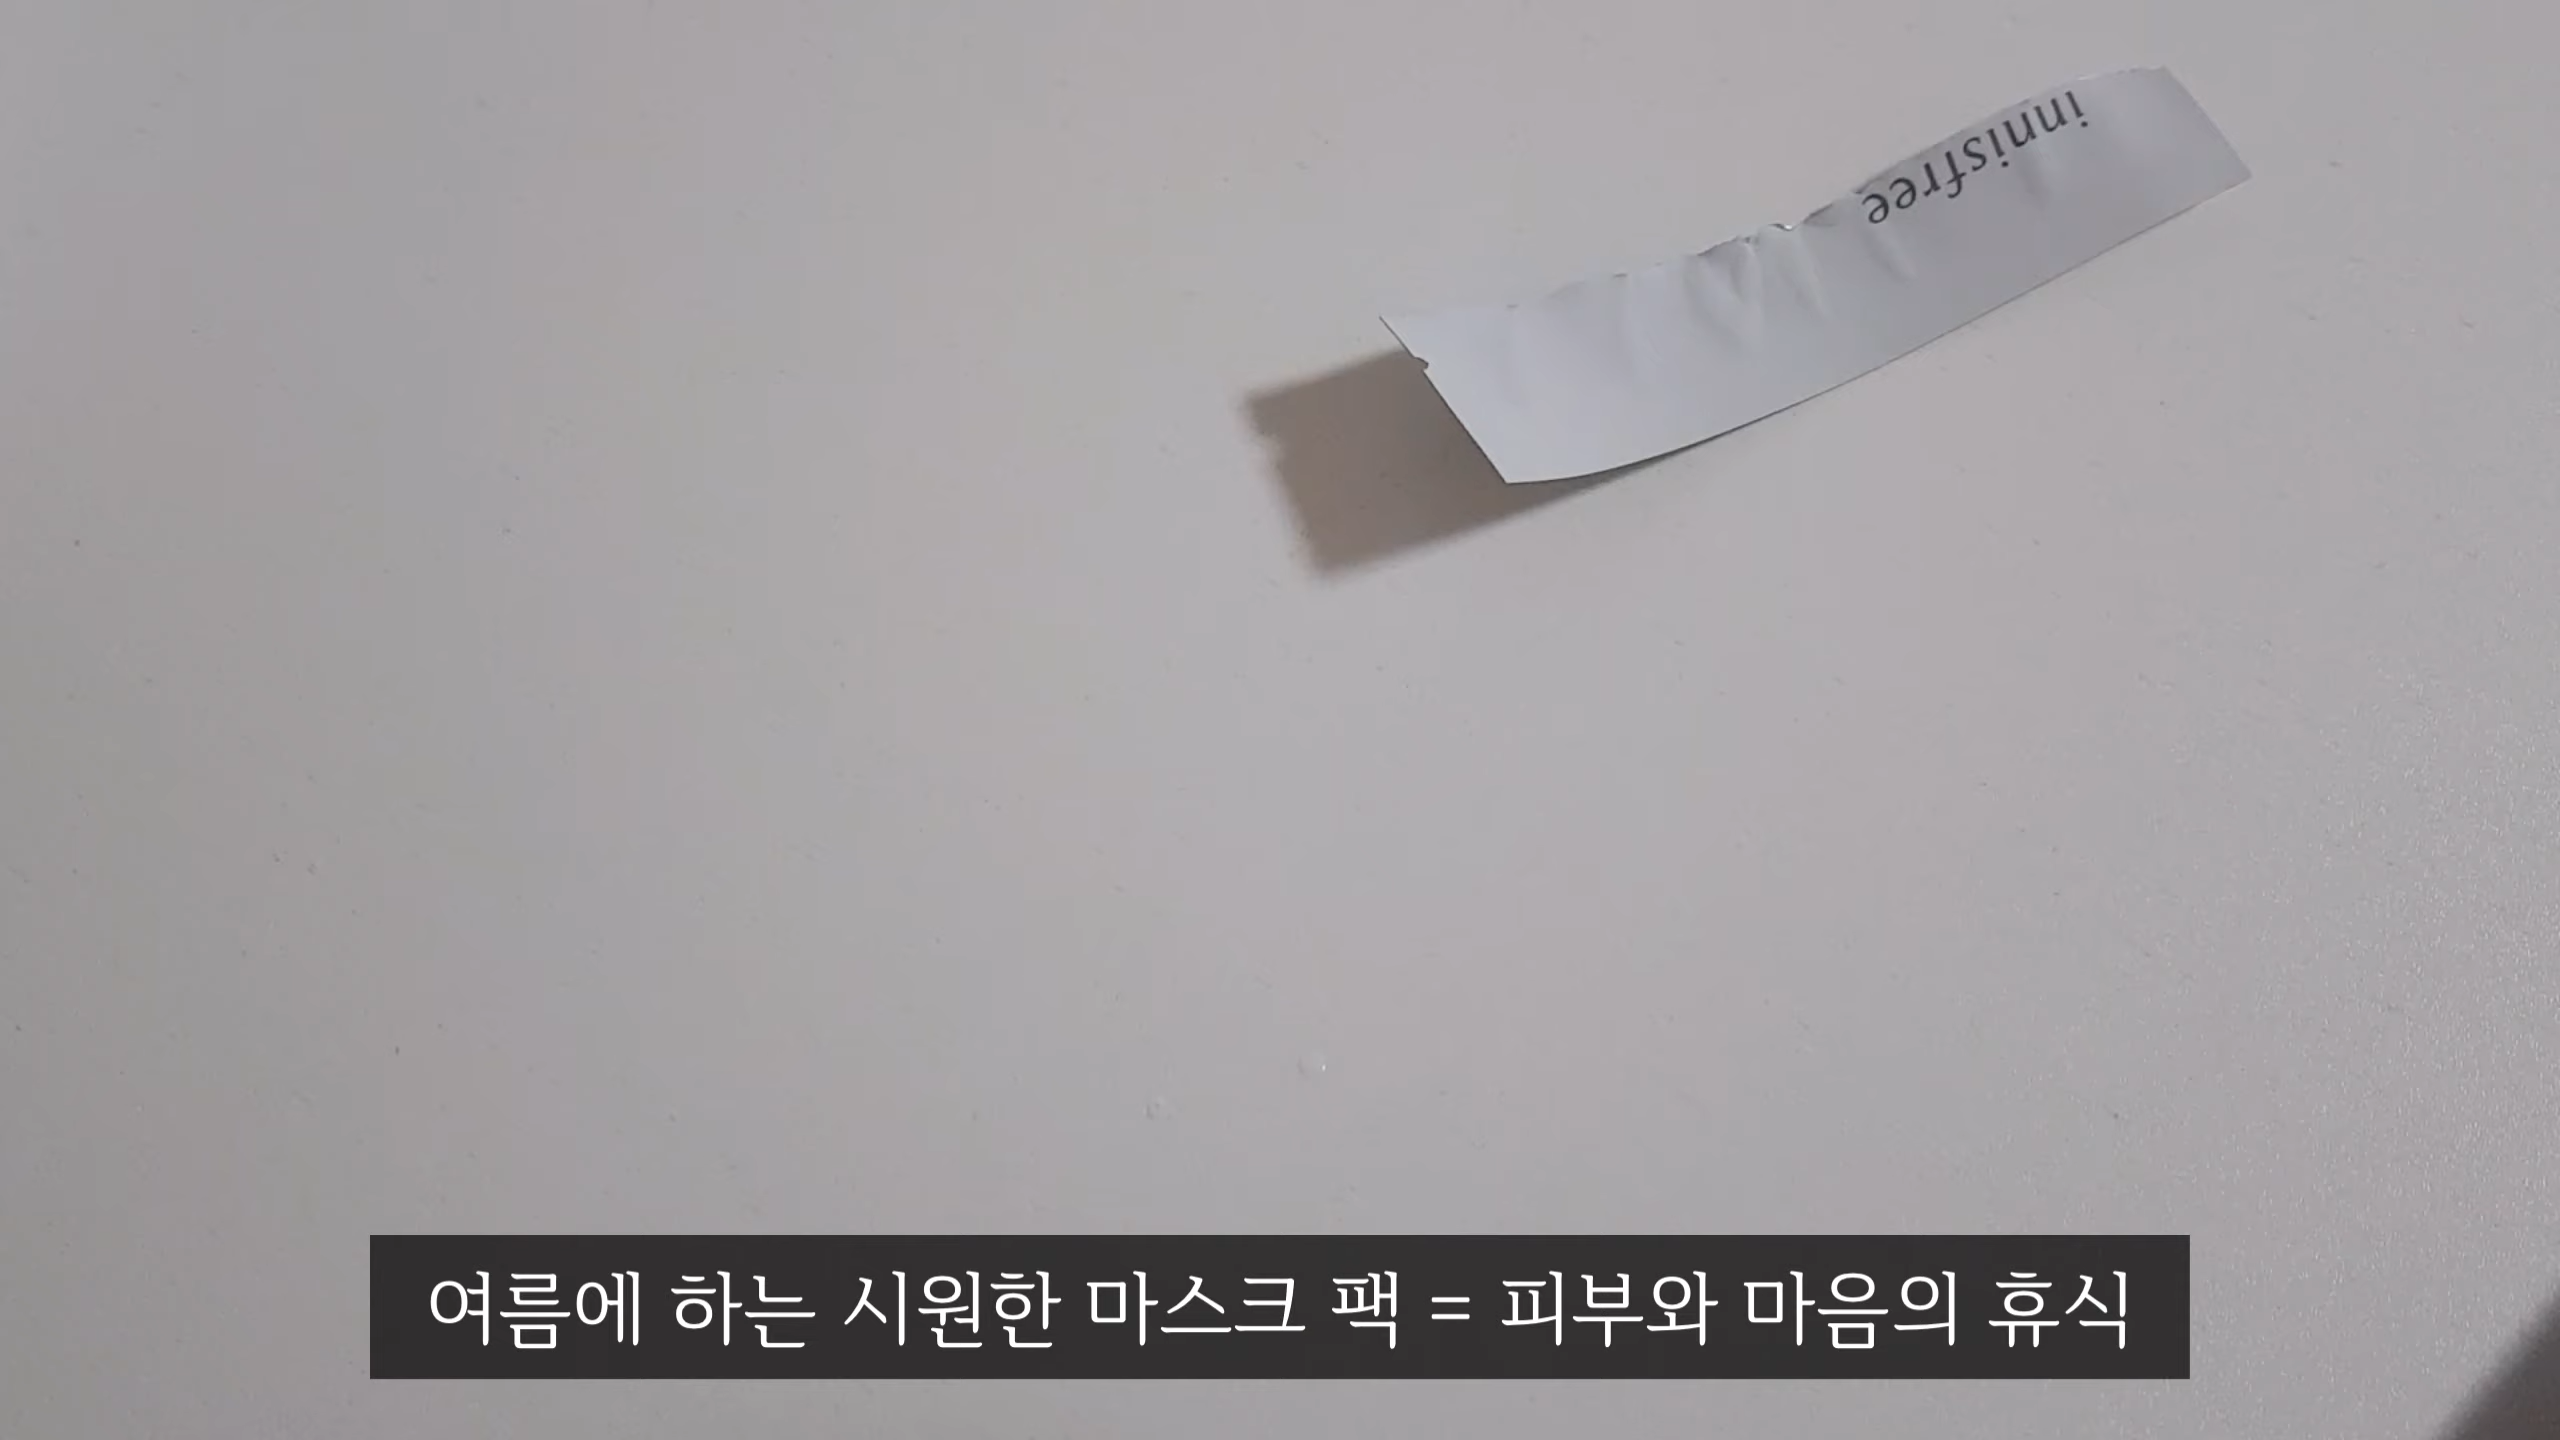 innisfree
여름에 하는 시원한 마스크 팩 = 피부와 마음의 휴식